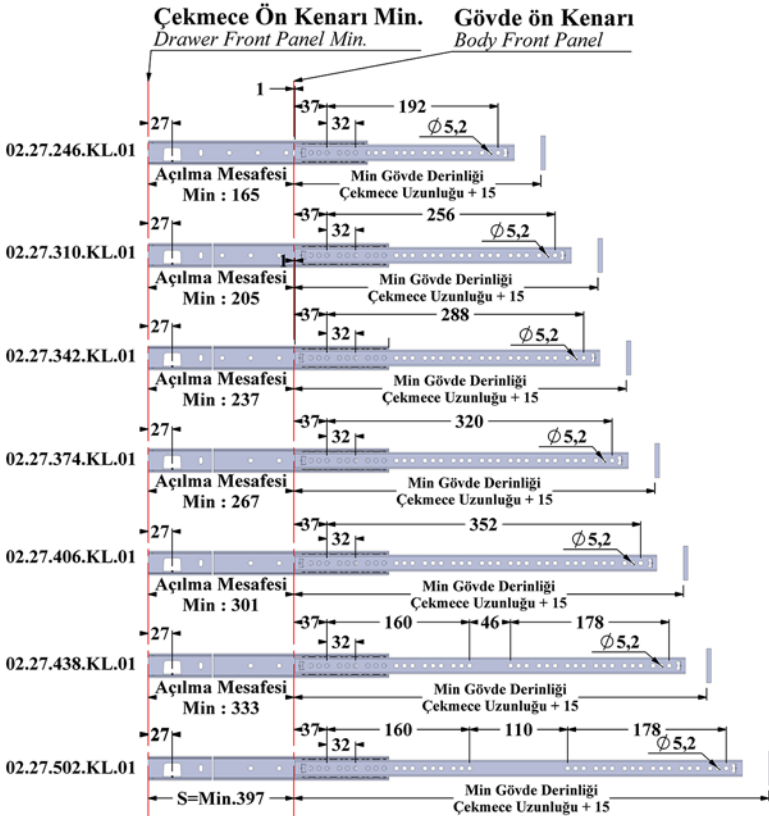 Çekmece Ön Kenarı Min.
Drawer Front Panel Min.
Gövde ön Kenarı
Body Front Panel
1
27
37
192
32
Ø5,2
02.27.246.KL.01
Açılma Mesafesi
Min : 165
Min Gövde Derinliği
Çekmece Uzunluğu + 15
27
37
256
32
Ø5,2
02.27.310.KL.01
1
Açılma Mesafesi
Min : 205
Min Gövde Derinliği
Çekmece Uzunluğu + 15
27
37
288
32
Ø5,2
02.27.342.KL.01
Açılma Mesafesi
Min : 237
Min Gövde Derinliği
Çekmece Uzunluğu + 15
27
37
320
32
Ø5,2
02.27.374.KL.01
Açılma Mesafesi
Min : 267
Min Gövde Derinliği
Çekmece Uzunluğu + 15
27
37
352
32
Ø5,2
02.27.406.KL.01
Açılma Mesafesi
Min : 301
Min Gövde Derinliği
Çekmece Uzunluğu + 15
27
37
160
46
178
32
Ø5,2
02.27.438.KL.01
Açılma Mesafesi
Min : 333
Min Gövde Derinliği
Çekmece Uzunluğu + 15
27
37
160
110
178
32
Ø5,2
02.27.502.KL.01
S=Min.397
Min Gövde Derinliği
Çekmece Uzunluğu + 15